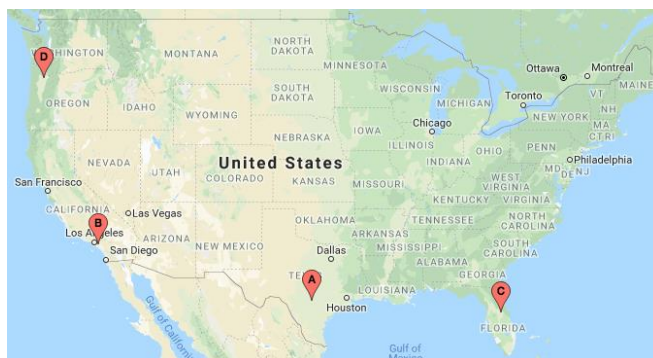 D
WASHINGTON
MONTANA
NORTH
DAKOTA
MINNESOTA
Ottawa
Montreal
MAINE
OREGON
IDAHO
WYOMING
SOUTH
DAKOTA
WISCONSIN
MICHIGAN
Toronto
VT
NH
NEW YORK
MA
CT RI
NEBRASKA
IOWA
Chicago
ILLINOIS
INDIANA
OHIO
PENN
Philadelphia
MD
DE
NJ
NEVADA
UTAH
COLORADO
United States
KANSAS
MISSOURI
WEST
VIRGINIA
KENTUCKY
VIRGINIA
San Francisco
CALIFORNIA
Las Vegas
B
Los Angeles
San Diego
ARIZONA
NEW MEXICO
OKLAHOMA
ARKANSAS
TENNESSEE
NORTH
CAROLINA
SOUTH
CAROLINA
MISSISSIPPI
ALABAMA
GEORGIA
Dallas
A
LOUISIANA
Houston
C
FLORIDA
Gulf of California
Gulf of